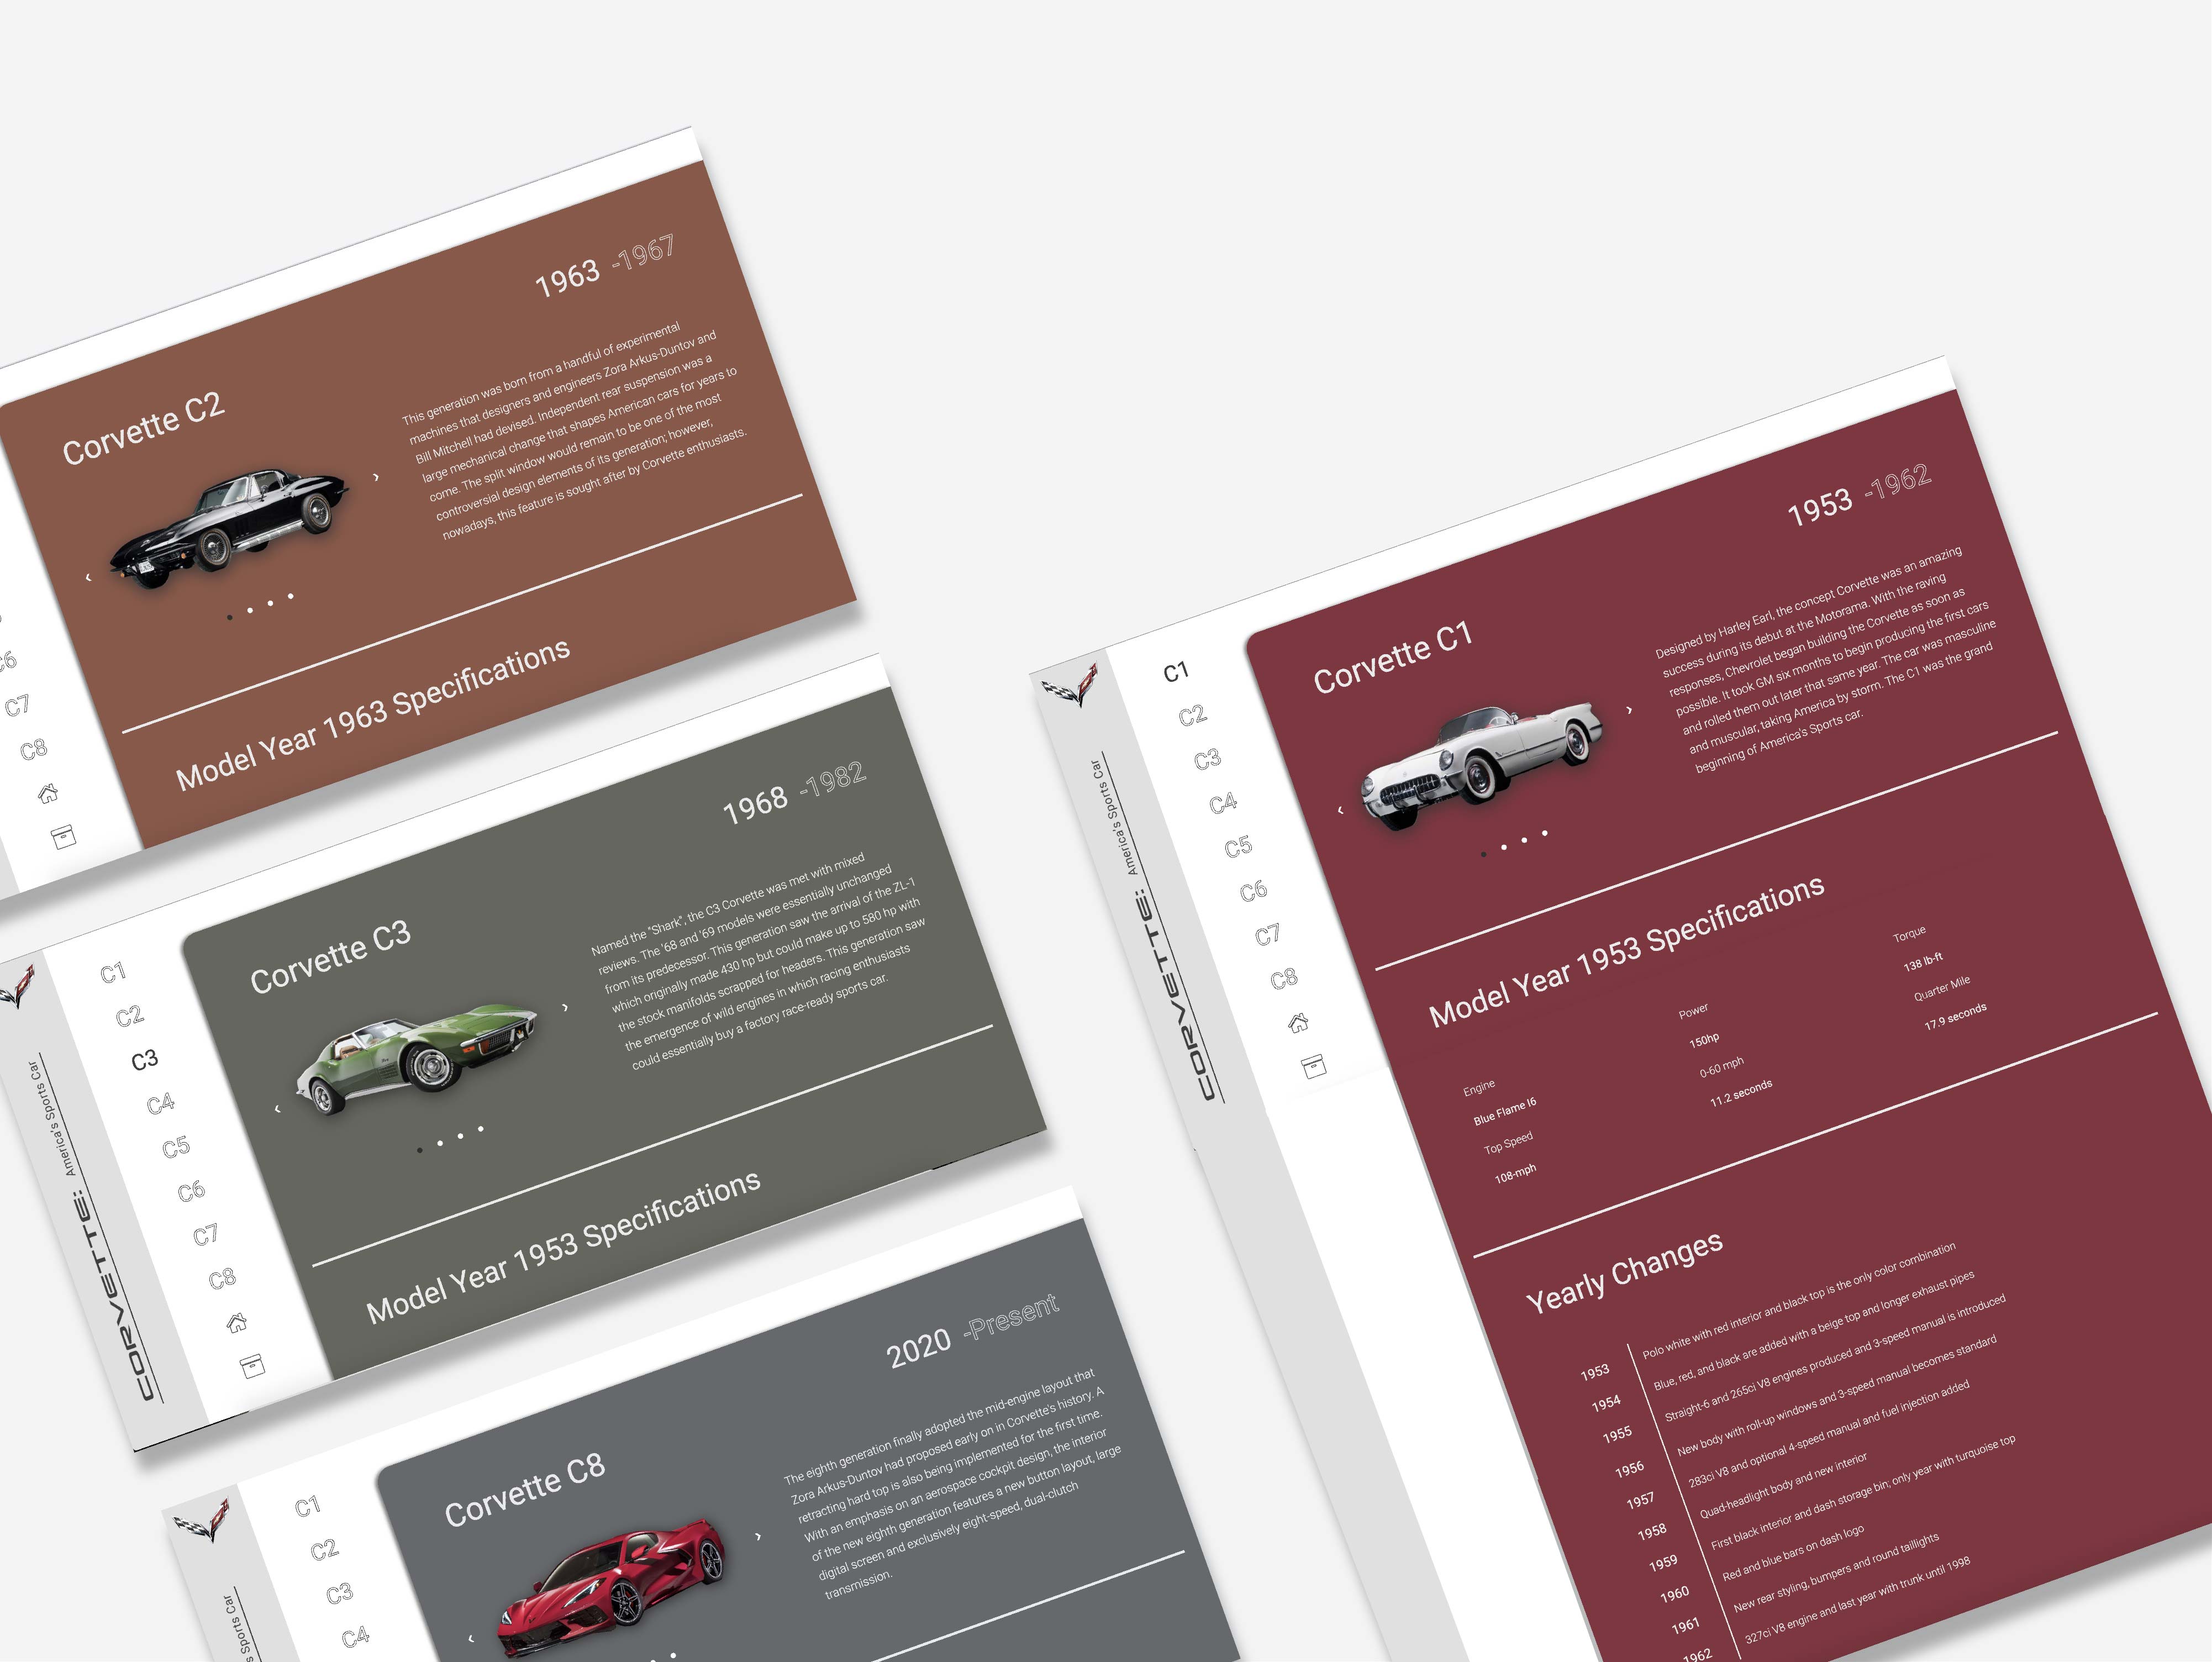 1963 -1967
Corvette C2
This generation was born from a handful of experimental
machines that designers and engineers Zora Arkus-Duntov and
Bill Mitchell had devised. Independent rear suspension was a
large mechanical change that shapes American cars for years to
come. The split window would remain to be one of the most
controversial design elements of its generation; however,
nowadays, this feature is sought after by Corvette enthusiasts.
Model Year 1963 Specifications
C6
C7
C8
1968 -1982
Corvette C3
Named the "Shark", the C3 Corvette was met with mixed
reviews. The '68 and '69 models were essentially unchanged
from its predecessor. This generation saw the arrival of the ZL-1
which originally made 430 hp but could make up to 580 hp with
the stock manifolds scrapped for headers. This generation saw
the emergence of wild engines in which racing enthusiasts
could essentially buy a factory race-ready sports car.
Model Year 1953 Specifications
C1
C2
C3
C4
C5
C6
C7
C8
CORVETTE: America's Sports Car
2020 -Present
Corvette C8
The eighth generation finally adopted the mid-engine layout that
Zora Arkus-Duntov had proposed early on in Corvette's history. A
retracting hard top is also being implemented for the first time.
With an emphasis on an aerospace cockpit design, the interior
of the new eighth generation features a new button layout, large
digital screen and exclusively eight-speed, dual-clutch
transmission.
C1
C2
C3
C4
Sports Car
1953 -1962
Corvette C1
Designed by Harley Earl, the concept Corvette was an amazing
success during its debut at the Motorama. With the raving
responses, Chevrolet began building the Corvette as soon as
possible. It took GM six months to begin producing the first cars
and rolled them out later that same year. The car was masculine
and muscular, taking America by storm. The C1 was the grand
beginning of America's Sports car.
C1
C2
C3
C4
C5
C6
C7
C8
CORVETTE: America's Sports Car
Model Year 1953 Specifications
Engine
Blue Flame I6
Top Speed
108-mph
Power
150hp
0-60 mph
11.2 seconds
Torque
138 lb-ft
Quarter Mile
17.9 seconds
Yearly Changes
1953 Polo white with red interior and black top is the only color combination
1954 Blue, red, and black are added with a beige top and longer exhaust pipes
1955 Straight-6 and 265ci V8 engines produced and 3-speed manual is introduced
1956 New body with roll-up windows and 3-speed manual becomes standard
1957 283ci V8 and optional 4-speed manual and fuel injection added
1958 Quad-headlight body and new interior
1959 First black interior and dash storage bin; only year with turquoise top
1960 Red and blue bars on dash logo
1961 New rear styling, bumpers and round taillights
1962 327ci V8 engine and last year with trunk until 1998